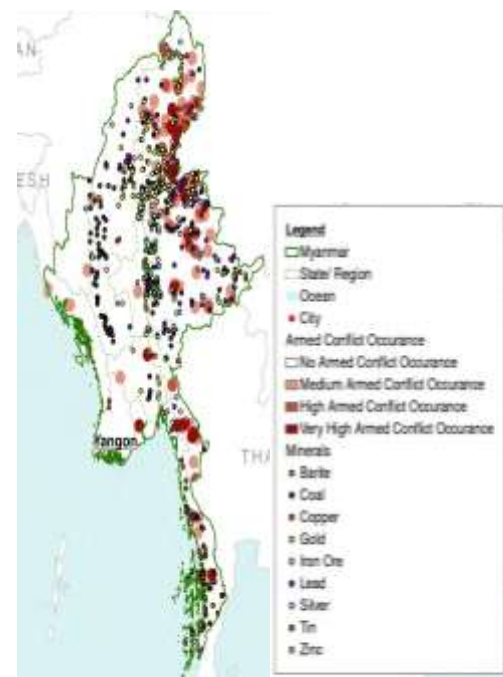 AN
ESH
Yangon
THA
Legend
Myanmar
State/ Region
Ocean
City
Armed Conflict Occurance
No Armed Conflict Occurance
Medium Armed Conflict Occurance
High Armed Conflict Occurance
Very High Armed Conflict Occurance
Minerals
Barite
Coal
Copper
Gold
Iron Ore
Lead
Silver
Tin
Zinc